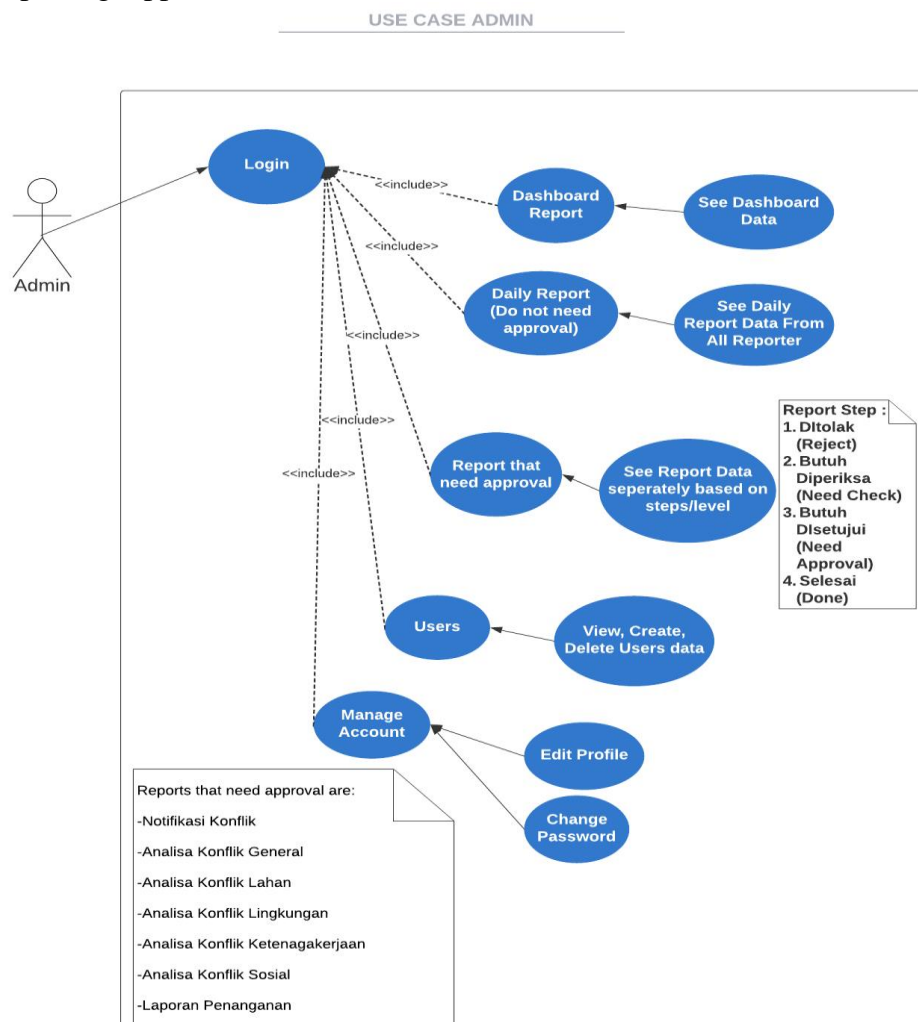 USE CASE ADMIN
Login
Admin
<<include>>
Dashboard
Report
See Dashboard
Data
<<include>>
Daily Report
(Do not need
approval)
See Daily
Report Data From
All Reporter
<<include>>
<<include>>
<<include>>
Report that
need approval
See Report Data
seperately based on
steps/level
Report Step :
1. DItolak
(Reject)
2. Butuh
Diperiksa
(Need Check)
3. Butuh
DIsetujui
(Need
Approval)
4. Selesai
(Done)
Users
View, Create,
Delete Users data
Manage
Account
Edit Profile
Change
Password
Reports that need approval are:
-Notifikasi Konflik
-Analisa Konflik General
-Analisa Konflik Lahan
-Analisa Konflik Lingkungan
-Analisa Konflik Ketenagakerjaan
-Analisa Konflik Sosial
-Laporan Penanganan